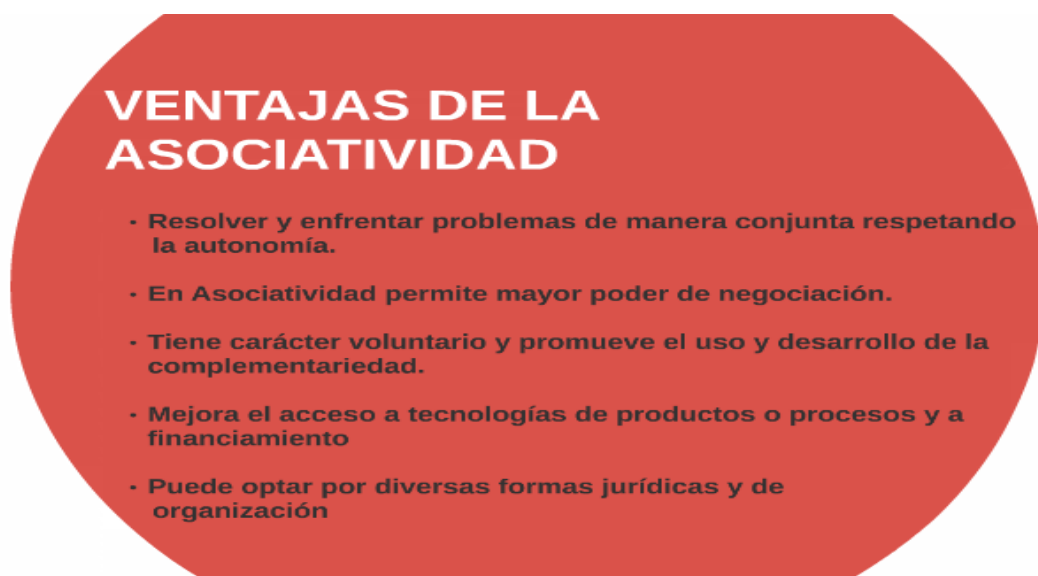 VENTAJAS DE LA
ASOCIATIVIDAD
• Resolver y enfrentar problemas de manera conjunta respetando
la autonomía.
• En Asociatividad permite mayor poder de negociación.
• Tiene carácter voluntario y promueve el uso y desarrollo de la
complementariedad.
• Mejora el acceso a tecnologías de productos o procesos y a
financiamiento
• Puede optar por diversas formas jurídicas y de
organización